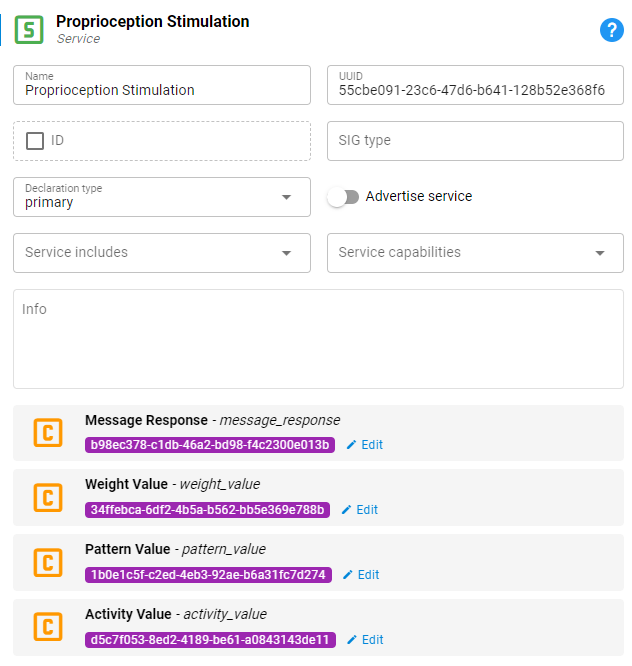 S
Proprioception Stimulation
Service
?
Name
Proprioception Stimulation
UUID
55cbe091-23c6-47d6-b641-128b52e368f6
ID
SIG type
Declaration type
primary
Advertise service
Service includes
Service capabilities
Info
C
Message Response - message_response
b98ec378-c1db-46a2-bd98-f4c2300e013b Edit
C
Weight Value - weight_value
34ffebca-6df2-4b5a-b562-bb5e369e788b Edit
C
Pattern Value - pattern_value
1b0e1c5f-c2ed-4eb3-92ae-b6a31fc7d274 Edit
C
Activity Value - activity_value
d5c7f053-8ed2-4189-be61-a0843143de11 Edit